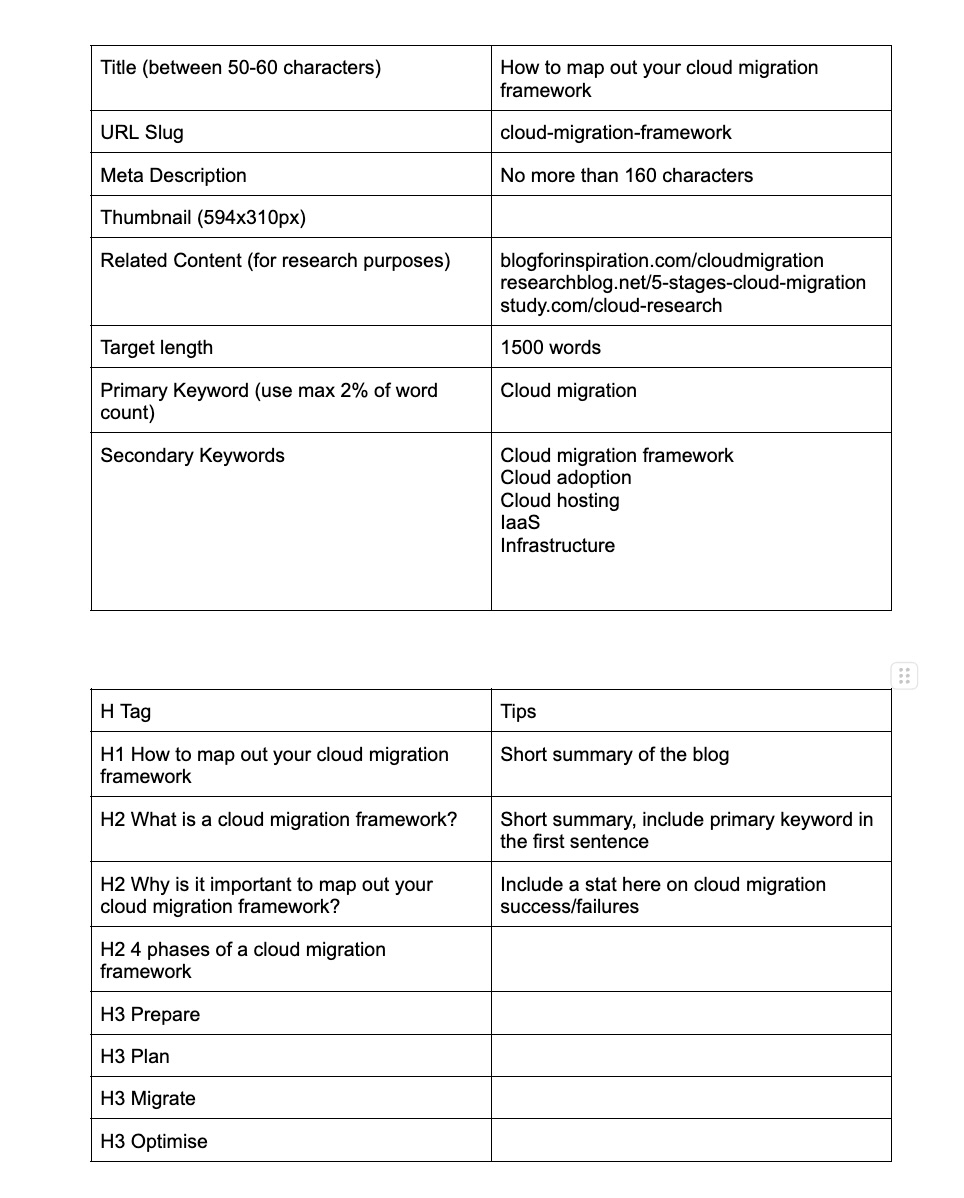 Title (between 50-60 characters)
How to map out your cloud migration
framework
URL Slug
cloud-migration-framework
Meta Description
No more than 160 characters
Thumbnail (594x310px)
Related Content (for research purposes)
blogforinspiration.com/cloudmigration
researchblog.net/5-stages-cloud-migration
study.com/cloud-research
Target length
1500 words
Primary Keyword (use max 2% of word
count)
Cloud migration
Secondary Keywords
Cloud migration framework
Cloud adoption
Cloud hosting
IaaS
Infrastructure
H Tag
Tips
H1 How to map out your cloud migration
framework
Short summary of the blog
H2 What is a cloud migration framework?
Short summary, include primary keyword in
the first sentence
H2 Why is it important to map out your
cloud migration framework?
Include a stat here on cloud migration
success/failures
H2 4 phases of a cloud migration
framework
H3 Prepare
H3 Plan
H3 Migrate
H3 Optimise